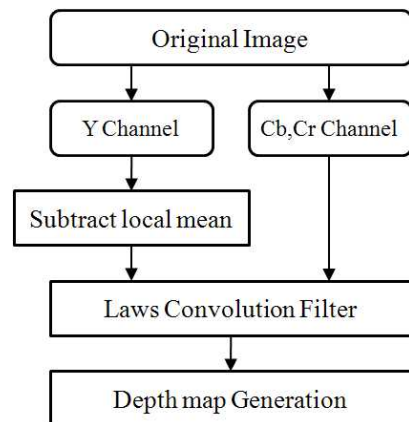 Original Image
Y Channel
Cb,Cr Channel
Subtract local mean
Laws Convolution Filter
Depth map Generation